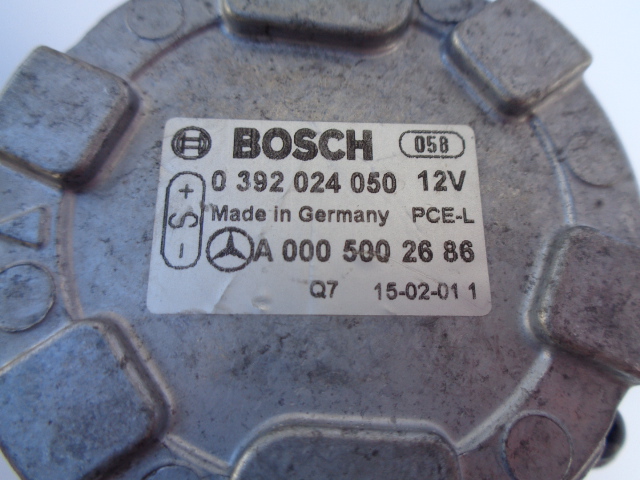 BOSCH 058
0 392 024 050 12V
+ S -
Made in Germany PCE-L
A 000 500 26 86
Q7 15-02-01 1